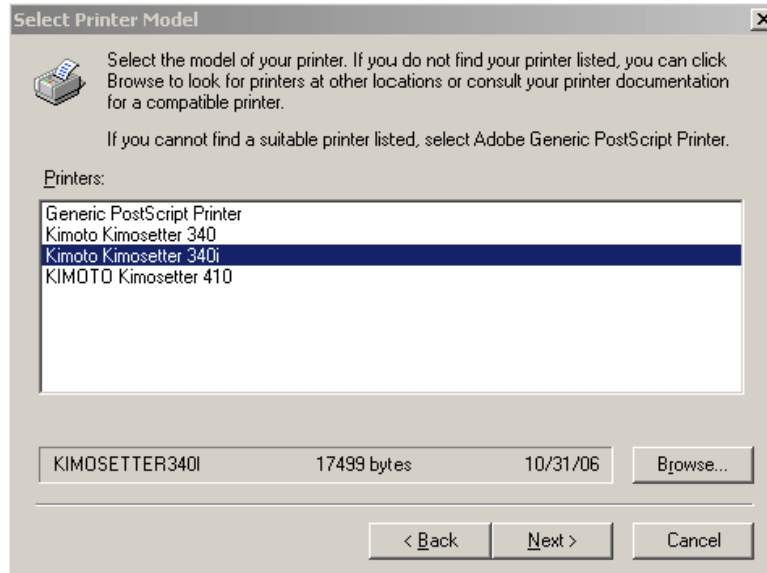 Select Printer Model
Select the model of your printer. If you do not find your printer listed, you can click
Browse to look for printers at other locations or consult your printer documentation
for a compatible printer.
If you cannot find a suitable printer listed, select Adobe Generic PostScript Printer.
Printers:
Generic PostScript Printer
Kimoto Kimosetter 340
Kimoto Kimosetter 340i
KIMOTO Kimosetter 410
KIMOSETTER340I 17499 bytes 10/31/06 Browse...
< Back Next > Cancel